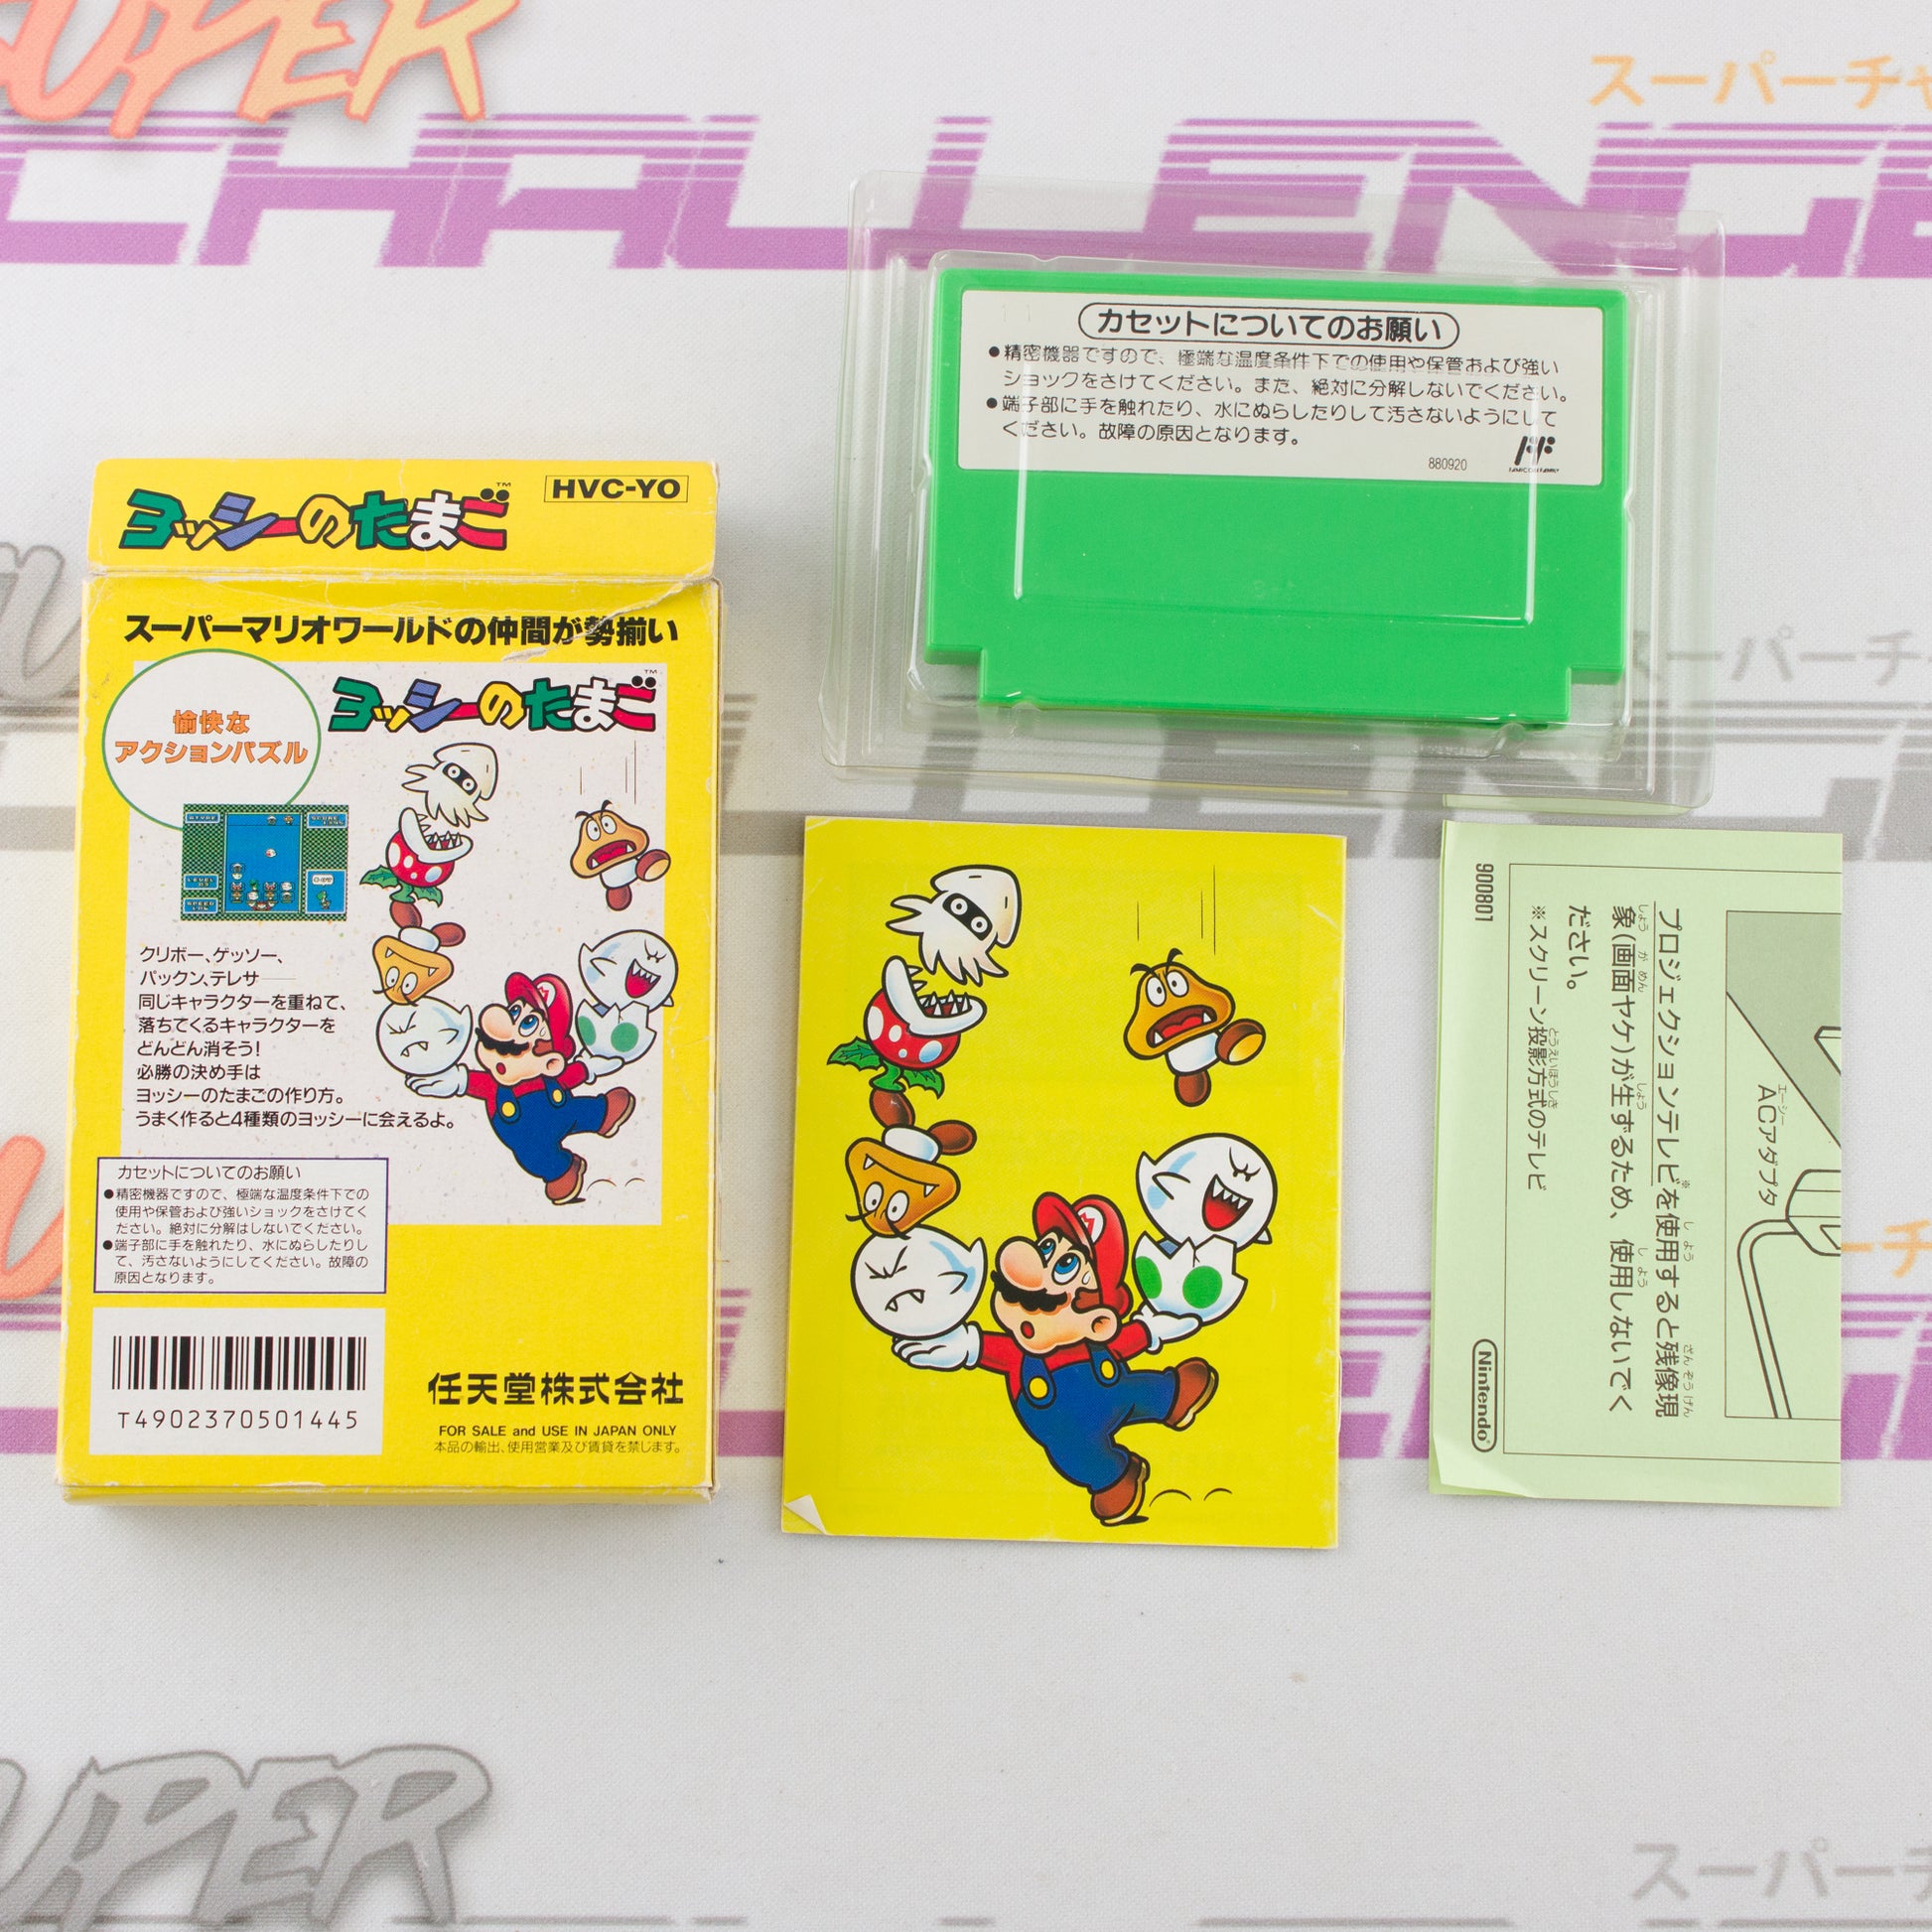 SUPER
スーパーチャ
CHALLENGE
ヨッシーのたまご™
HVC-YO
スーパーマリオワールドの仲間が勢揃い
愉快な
アクションパズル
ヨッシーのたまご™
クリボー、ゲッソー、
パックン、テレサ──
同じキャラクターを重ねて、
落ちてくるキャラクターを
どんどん消そう!
必勝の決め手は
ヨッシーのたまごの作り方。
うまく作ると4種類のヨッシーに会えるよ。
カセットについてのお願い
●精密機器ですので、極端な温度条件下での
使用や保管および強いショックをさけてく
ださい。絶対に分解はしないでください。
●端子部に手を触れたり、水にぬらしたりし
て、汚さないようにしてください。故障の
原因となります。
T4902370501445
任天堂株式会社
FOR SALE and USE IN JAPAN ONLY
本品の輸出、使用営業及び賃貸を禁じます。
カセットについてのお願い
●精密機器ですので、極端な温度条件下での使用や保管および強い
ショックをさけてください。また、絶対に分解しないでください。
●端子部に手を触れたり、水にぬらしたりして汚さないようにして
ください。故障の原因となります。
880920
900801
プロジェクションテレビ※を使用すると残像現
象(画面ヤケ)が生ずるため、使用しないでく
ださい。
※スクリーン投影方式のテレビ
ACアダプタ
Nintendo®
スーパーチ
UPER
スーパーチ